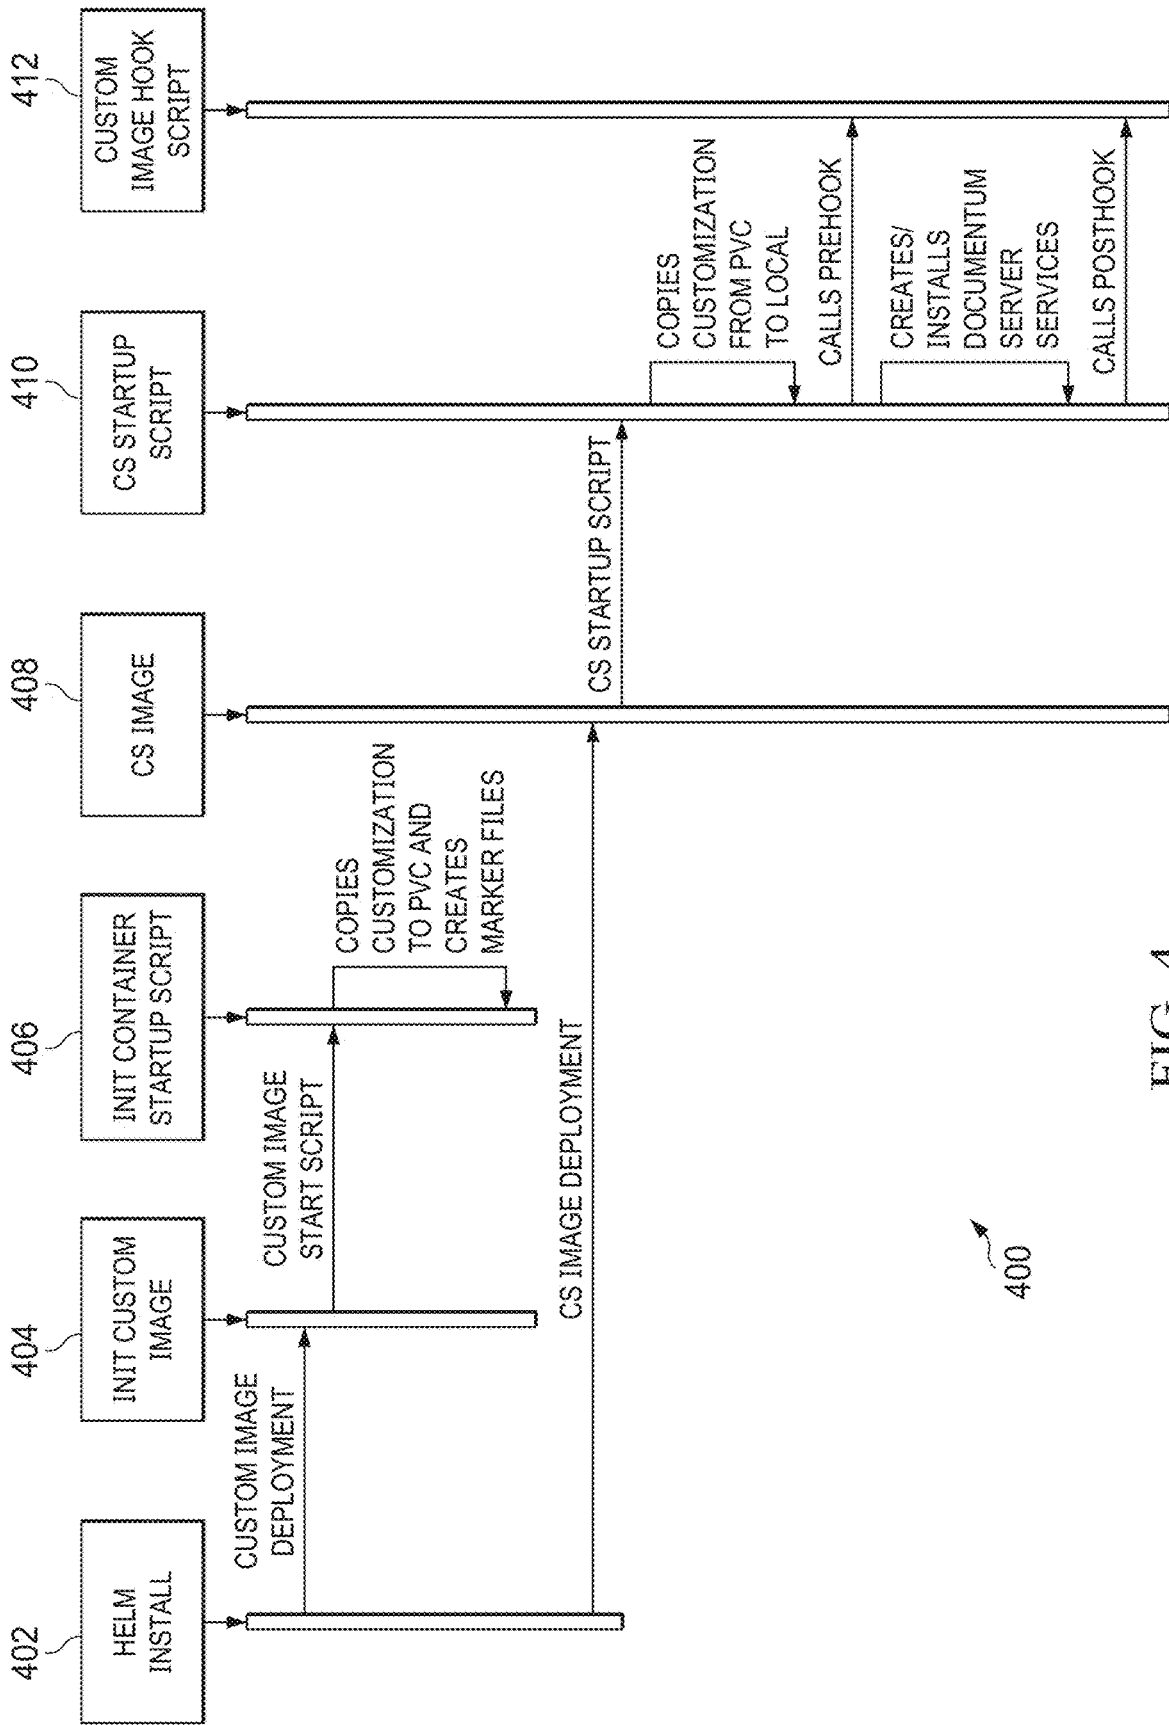 402
HELM
INSTALL
404
INIT CUSTOM
IMAGE
406
INIT CONTAINER
STARTUP SCRIPT
408
CS IMAGE
410
CS STARTUP
SCRIPT
412
CUSTOM
IMAGE HOOK
SCRIPT
CUSTOM IMAGE
DEPLOYMENT
CUSTOM IMAGE
START SCRIPT
COPIES
CUSTOMIZATION
TO PVC AND
CREATES
MARKER FILES
CS IMAGE DEPLOYMENT
CS STARTUP SCRIPT
COPIES
CUSTOMIZATION
FROM PVC
TO LOCAL
CALLS PREHOOK
CREATES/
INSTALLS
DOCUMENTUM
SERVER
SERVICES
CALLS POSTHOOK
400
FIG. 4